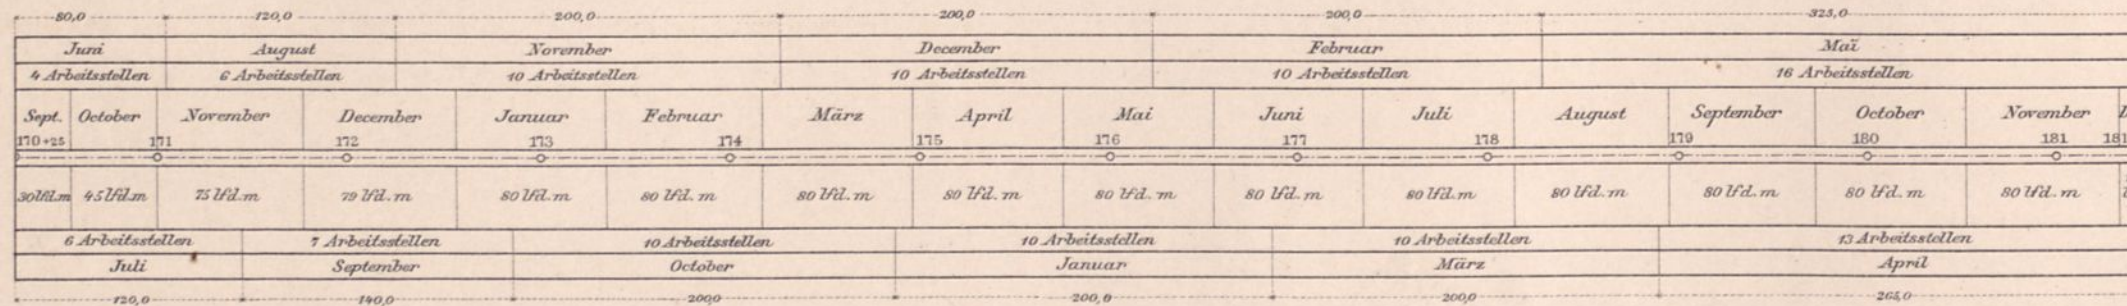 80,0 120,0 200,0 200,0 200,0 325,0
Juni August November December Februar Mai
4 Arbeitsstellen 6 Arbeitsstellen 10 Arbeitsstellen 10 Arbeitsstellen 10 Arbeitsstellen 16 Arbeitsstellen
Sept. October November December Januar Februar März April Mai Juni Juli August September October November
170+25 171 172 173 174 175 176 177 178 179 180 181 181
30 lfd.m 45 lfd.m 75 lfd.m 79 lfd.m 80 lfd.m 80 lfd.m 80 lfd.m 80 lfd.m 80 lfd.m 80 lfd.m 80 lfd.m 80 lfd.m 80 lfd.m 80 lfd.m 80 lfd.m
6 Arbeitsstellen 7 Arbeitsstellen 10 Arbeitsstellen 10 Arbeitsstellen 10 Arbeitsstellen 13 Arbeitsstellen
Juli September October Januar März April
120,0 140,0 200,0 200,0 200,0 265,0